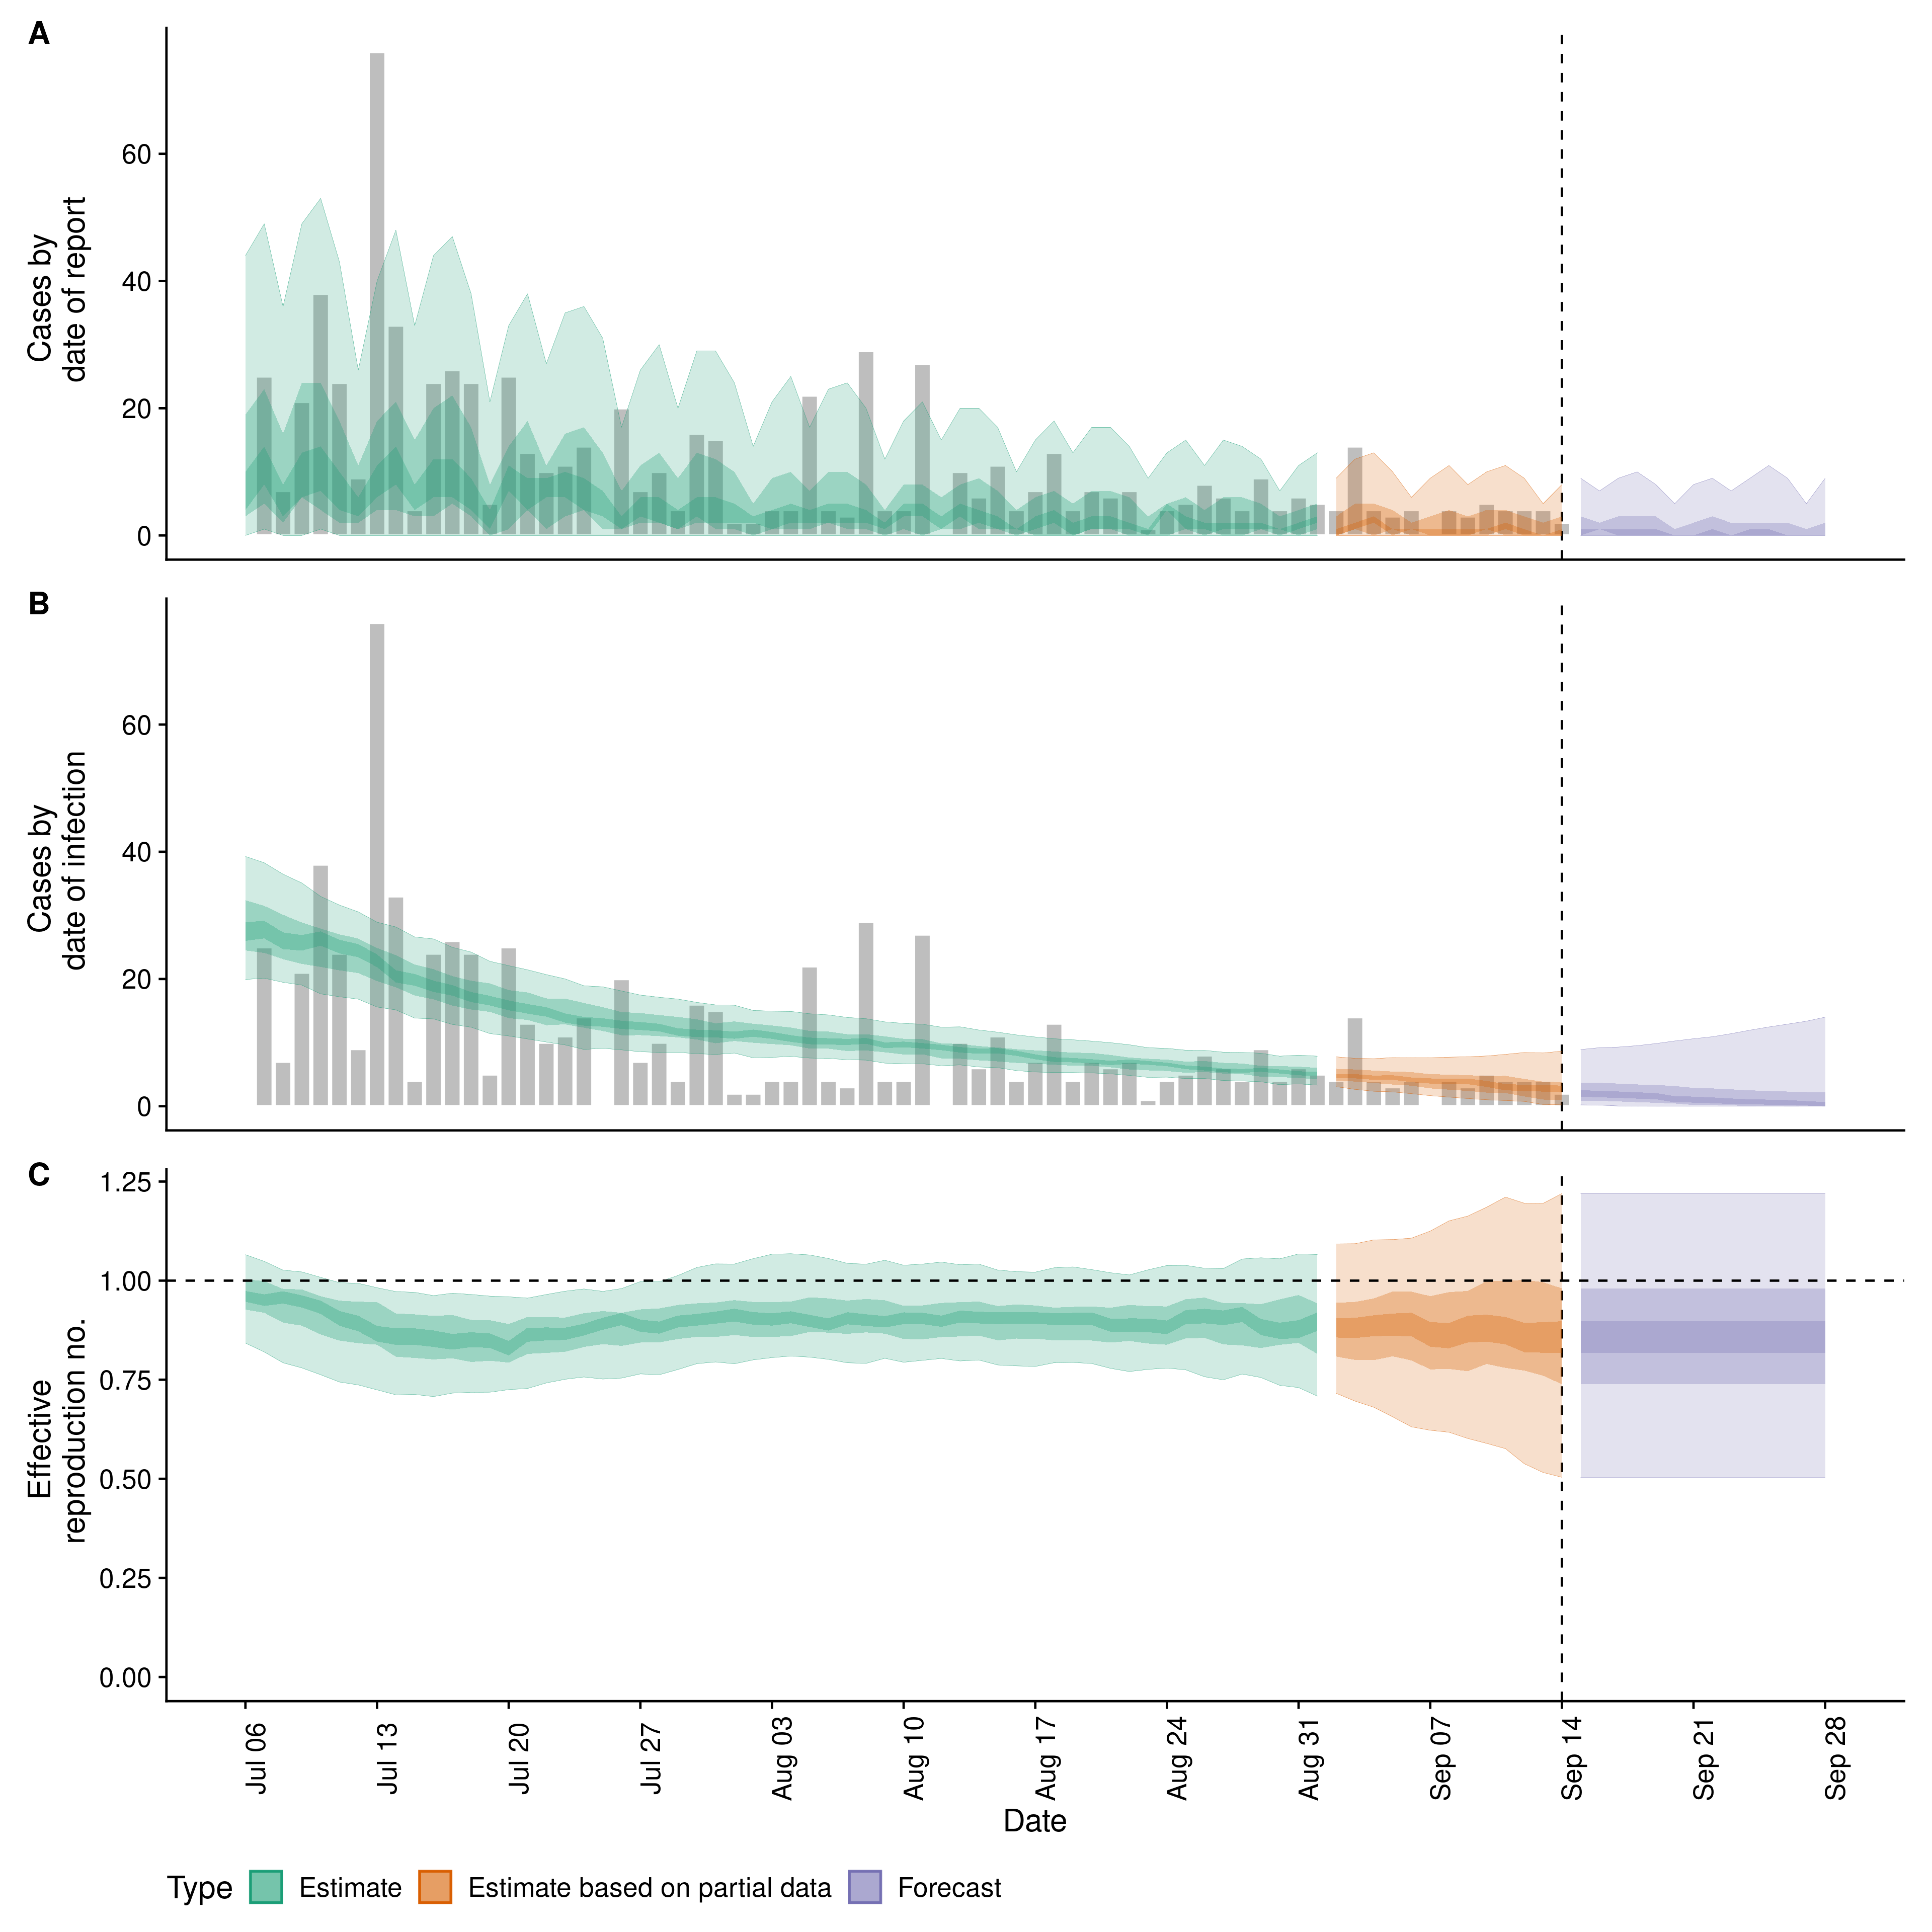 A
Cases by
date of report
60
40
20
0
B
Cases by
date of infection
60
40
20
0
C
Effective
reproduction no.
1.25
1.00
0.75
0.50
0.25
0.00
Jul 06
Jul 13
Jul 20
Jul 27
Aug 03
Aug 10
Aug 17
Aug 24
Aug 31
Sep 07
Sep 14
Sep 21
Sep 28
Date
Type Estimate Estimate based on partial data Forecast